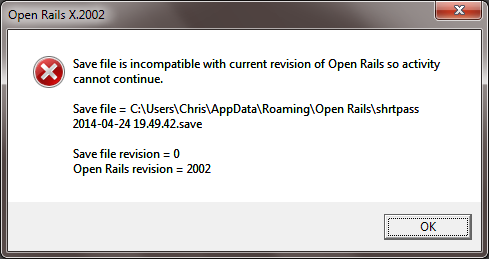 Open Rails X.2002
Save file is incompatible with current revision of Open Rails so activity
cannot continue.
Save file = C:\Users\Chris\AppData\Roaming\Open Rails\shrtpass
2014-04-24 19.49.42.save
Save file revision = 0
Open Rails revision = 2002
OK